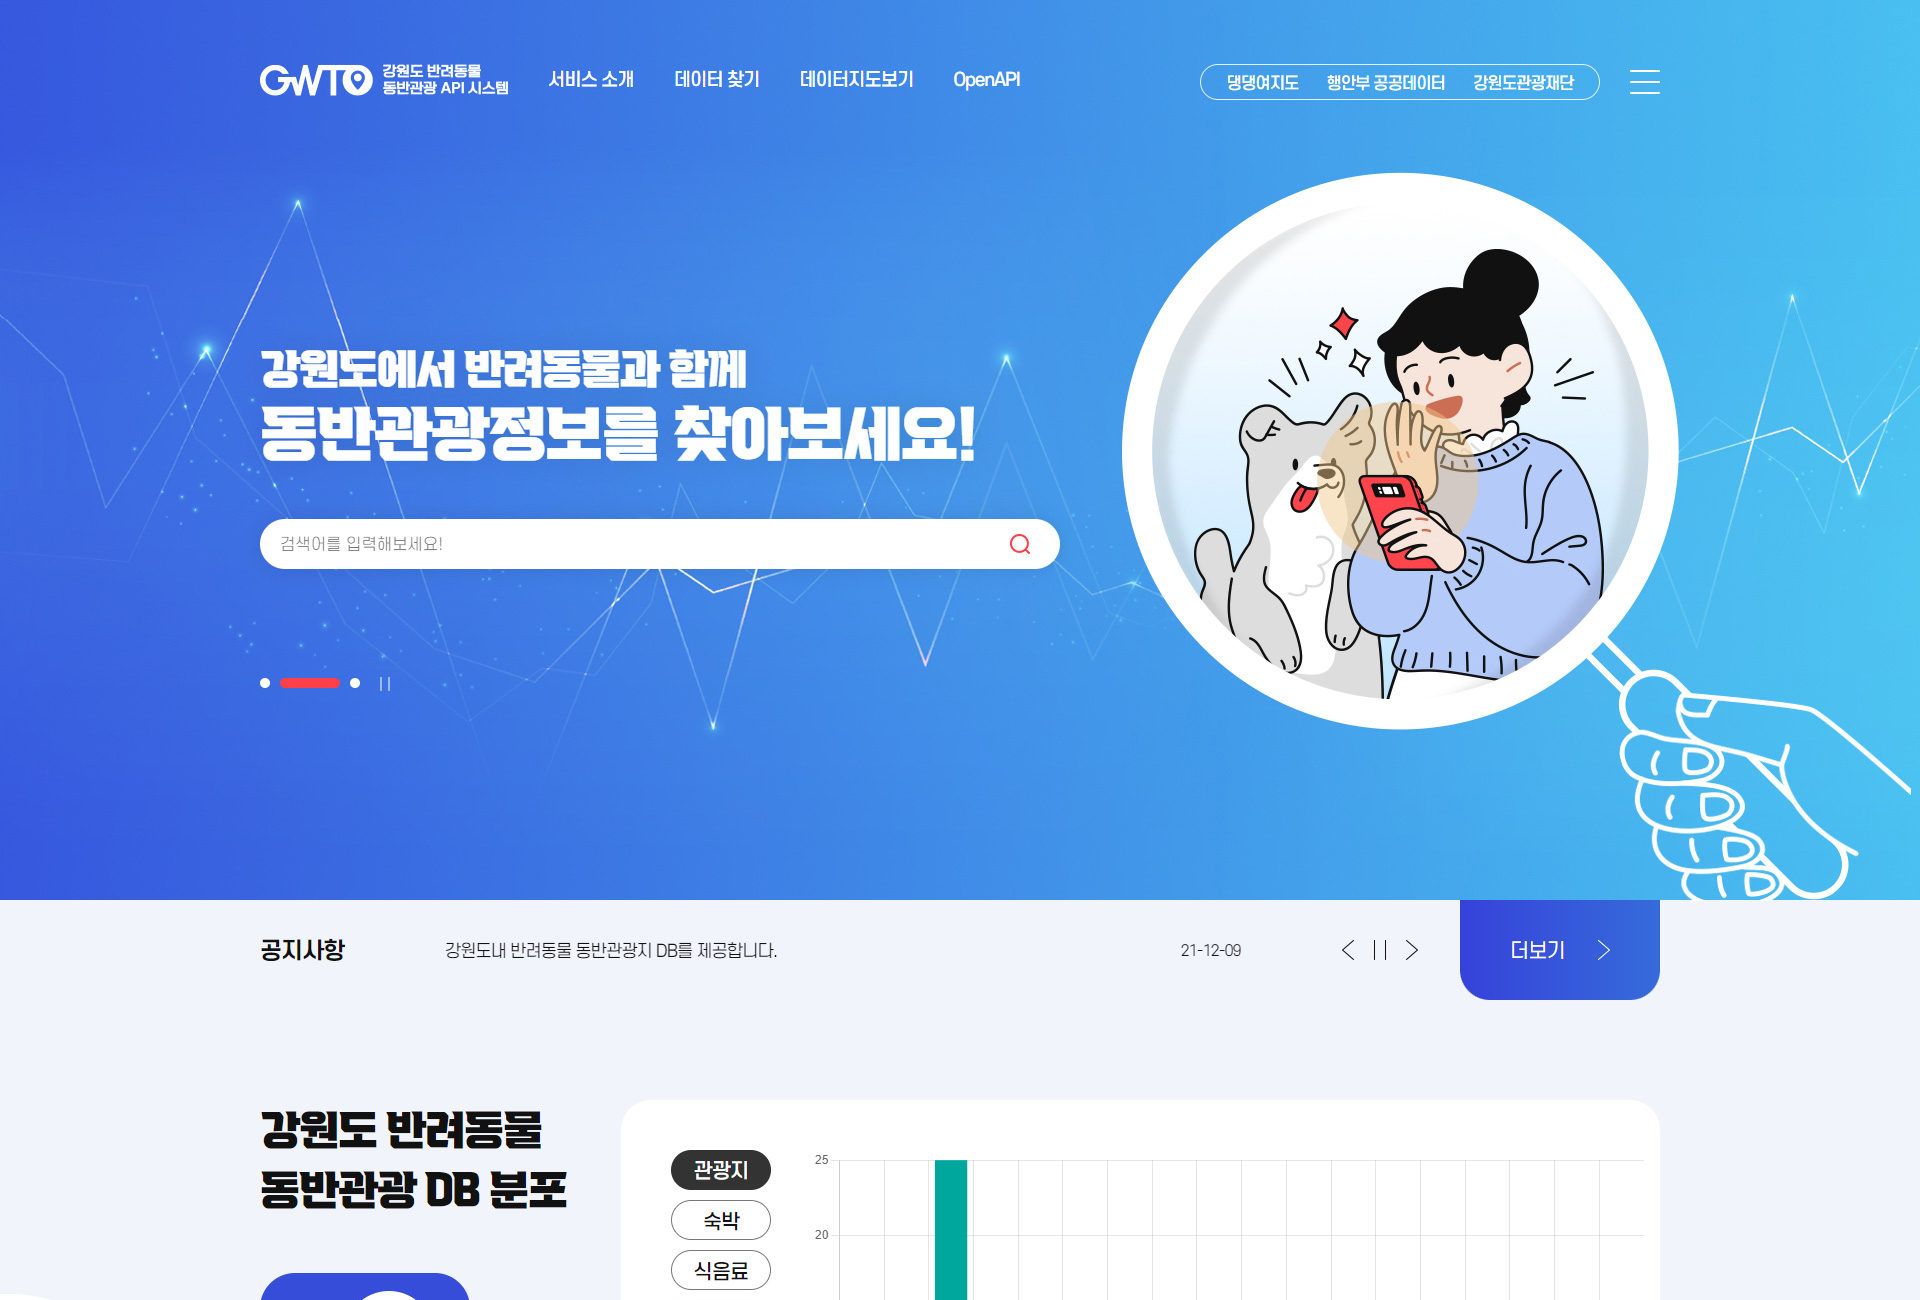 GWTO 강원도 반려동물
동반관광 API 시스템
서비스 소개 데이터 찾기 데이터지도보기 OpenAPI
댕댕여지도 행안부 공공데이터 강원도관광재단
강원도에서 반려동물과 함께
동반관광정보를 찾아보세요!
검색어를 입력해보세요!
공지사항 강원도내 반려동물 동반관광지 DB를 제공합니다. 21-12-09 더보기
강원도 반려동물
동반관광 DB 분포
관광지
숙박
식음료
25
20